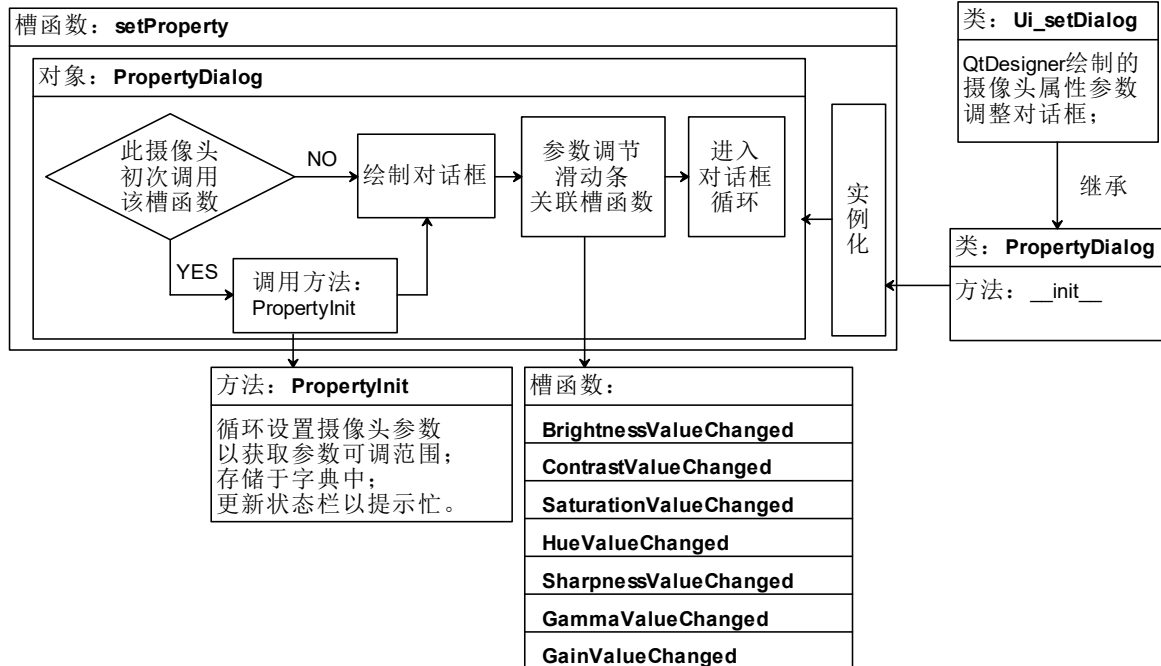 槽函数：setProperty
对象：PropertyDialog
此摄像头
初次调用
该槽函数
NO
YES
绘制对话框
调用方法：
PropertyInit
参数调节
滑动条
关联槽函数
进入
对话框
循环
实
例
化
类：Ui_setDialog
QtDesigner绘制的
摄像头属性参数
调整对话框；
继承
类：PropertyDialog
方法：__init__
方法：PropertyInit
循环设置摄像头参数
以获取参数可调范围；
存储于字典中；
更新状态栏以提示忙。
槽函数：
BrightnessValueChanged
ContrastValueChanged
SaturationValueChanged
HueValueChanged
SharpnessValueChanged
GammaValueChanged
GainValueChanged